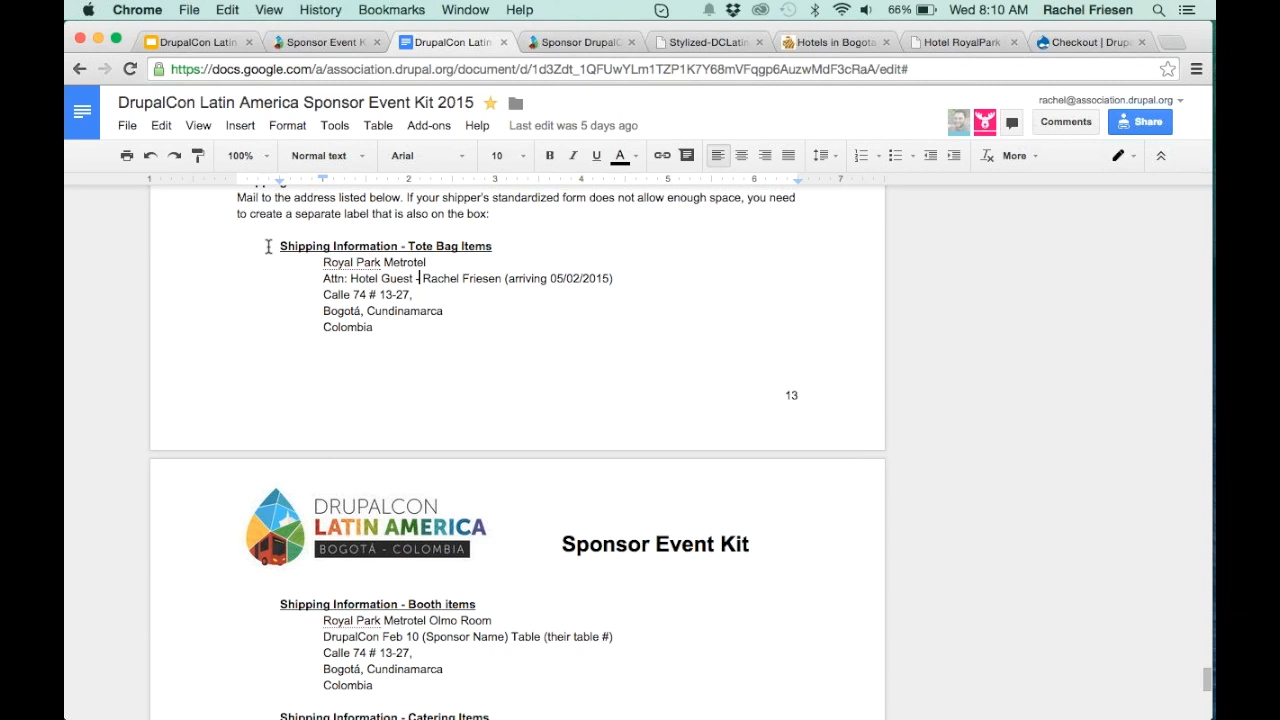 Chrome File Edit View History Bookmarks Window Help 66% Wed 8:10 AM Rachel Friesen
DrupalCon Latin Sponsor Event K DrupalCon Latin Sponsor DrupalC Stylized-DCLatin Hotels in Bogota Hotel RoyalPark Checkout | Drup
https://docs.google.com/a/association.drupal.org/document/d/1d3Zdt_1QFUwYLm1TZP1K7Y68mVFqgp6AuzwMdF3cRaA/edit#
DrupalCon Latin America Sponsor Event Kit 2015
rachel@association.drupal.org
File Edit View Insert Format Tools Table Add-ons Help Last edit was 5 days ago
Comments Share
100% Normal text Arial 10 B I U A More
1 1 2 3 4 5 6 7
Mail to the address listed below. If your shipper's standardized form does not allow enough space, you need
to create a separate label that is also on the box:
Shipping Information - Tote Bag Items
Royal Park Metrotel
Attn: Hotel Guest - Rachel Friesen (arriving 05/02/2015)
Calle 74 # 13-27,
Bogotá, Cundinamarca
Colombia
13
DRUPALCON
LATIN AMERICA
BOGOTÁ - COLOMBIA
Sponsor Event Kit
Shipping Information - Booth items
Royal Park Metrotel Olmo Room
DrupalCon Feb 10 (Sponsor Name) Table (their table #)
Calle 74 # 13-27,
Bogotá, Cundinamarca
Colombia
Shipping Information - Catering Items